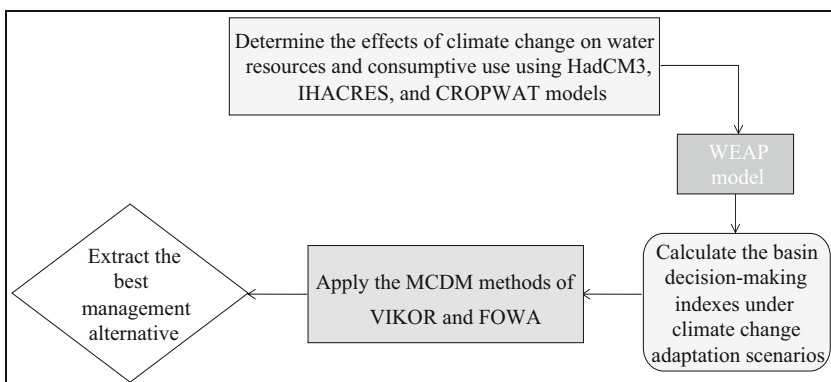 Determine the effects of climate change on water
resources and consumptive use using HadCM3,
IHACRES, and CROPWAT models
WEAP
model
Calculate the basin
decision-making
indexes under
climate change
adaptation scenarios
Apply the MCDM methods of
VIKOR and FOWA
Extract the
best
management
alternative